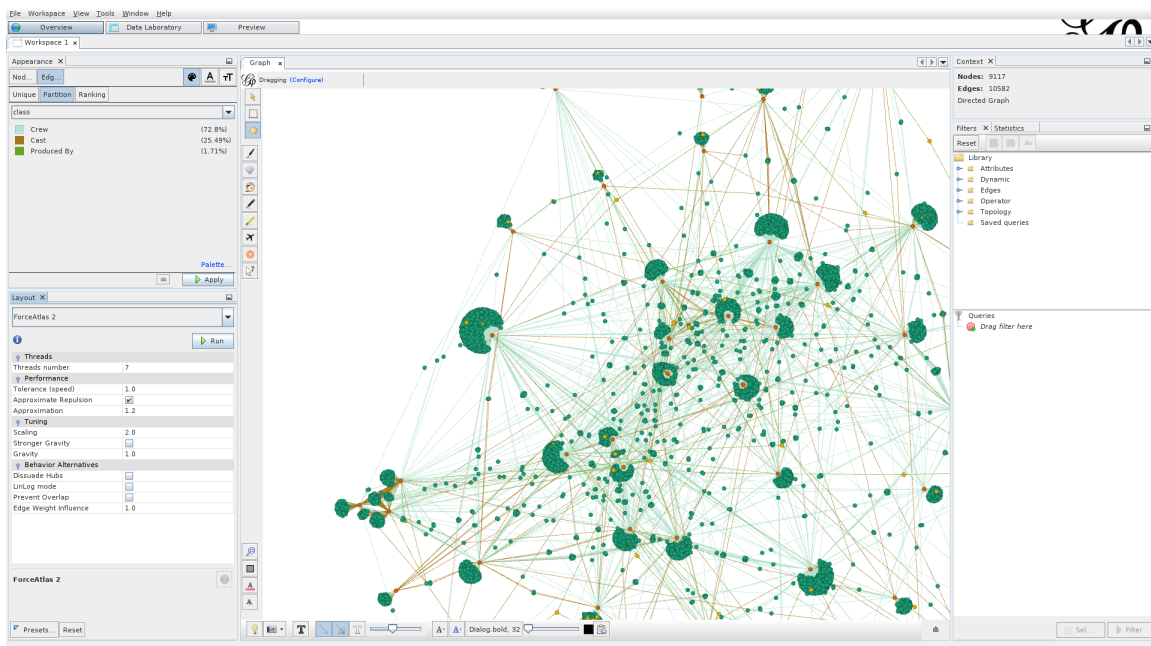 File Workspace View Tools Window Help
Overview Data Laboratory Preview
Workspace 1
Appearance
Nod... Edg...
Unique Partition Ranking
class
Crew (72.8%)
Cast (25.49%)
Produced By (1.71%)
Palette...
Apply
Layout
ForceAtlas 2
Run
Threads
Threads number 7
Performance
Tolerance (speed) 1.0
Approximate Repulsion
Approximation 1.2
Tuning
Scaling 2.0
Stronger Gravity
Gravity 1.0
Behavior Alternatives
Dissuade Hubs
LinLog mode
Prevent Overlap
Edge Weight Influence 1.0
ForceAtlas 2
Presets... Reset
Graph
Dragging (Configure)
A- A- Dialog.bold, 32
Context
Nodes: 9117
Edges: 10582
Directed Graph
Filters Statistics
Reset
Library
Attributes
Dynamic
Edges
Operator
Topology
Saved queries
Queries
Drag filter here
Sel... Filter